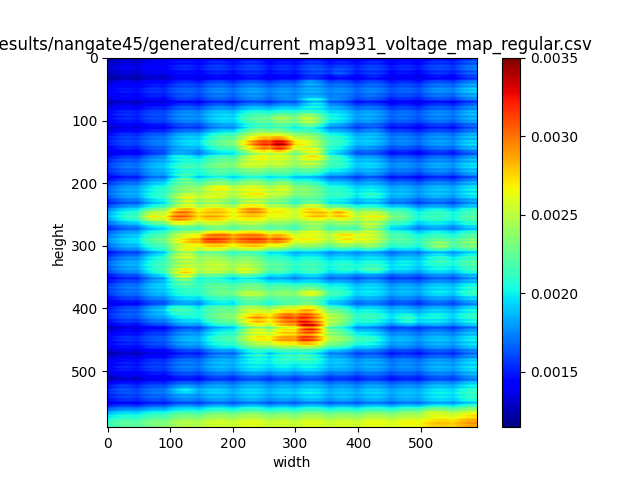 esults/nangate45/generated/current_map931_voltage_map_regular.csv
0
100
200
300
400
500
height
0 100 200 300 400 500
width
0.0035
0.0030
0.0025
0.0020
0.0015